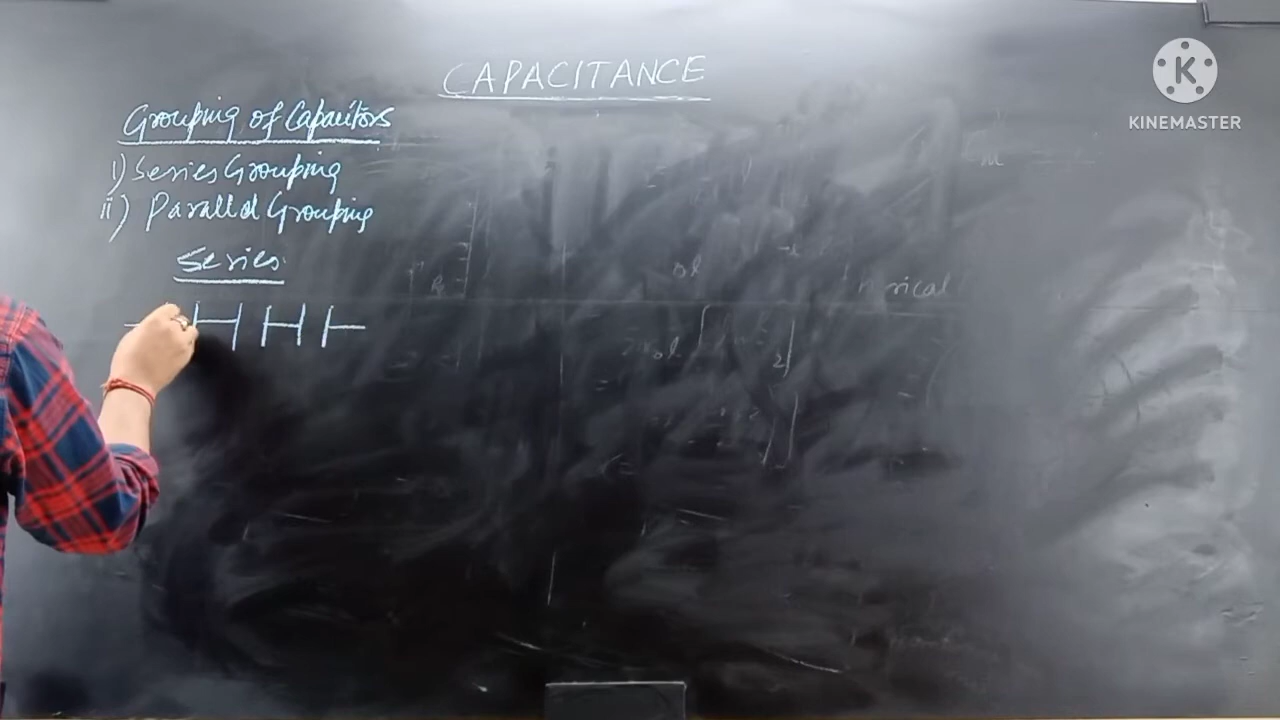 CAPACITANCE
KINEMASTER
Grouping of Capacitors
i) Series Grouping
ii) Parallel Grouping
Series